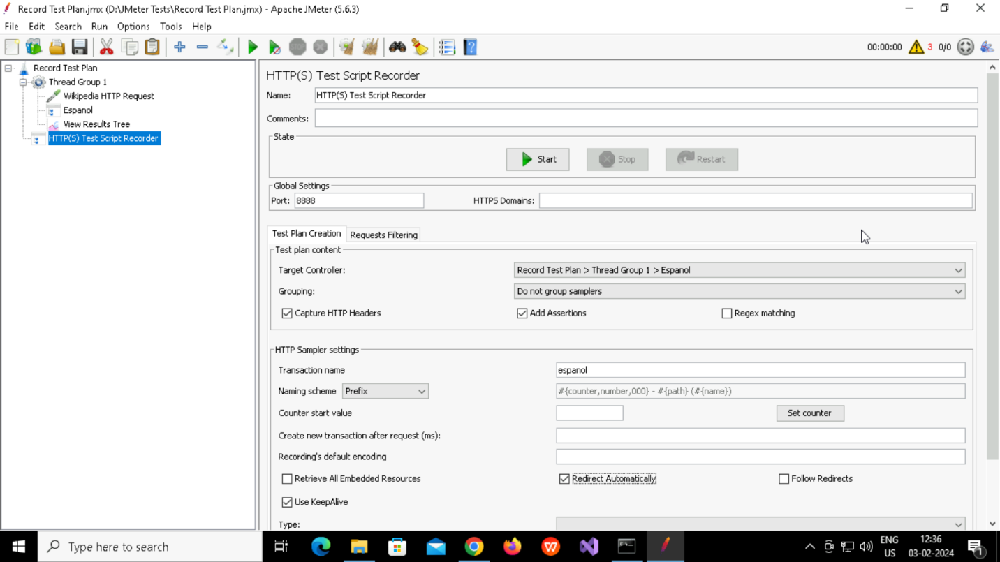 Record Test Plan.jmx (D:\JMeter Tests\Record Test Plan.jmx) - Apache JMeter (5.6.3)
File Edit Search Run Options Tools Help
00:00:00 3 0/0
Record Test Plan
Thread Group 1
Wikipedia HTTP Request
Espanol
View Results Tree
HTTP(S) Test Script Recorder
HTTP(S) Test Script Recorder
Name: HTTP(S) Test Script Recorder
Comments:
State
Start Stop Restart
Global Settings
Port: 8888 HTTPS Domains:
Test Plan Creation Requests Filtering
Test plan content
Target Controller: Record Test Plan > Thread Group 1 > Espanol
Grouping: Do not group samplers
Capture HTTP Headers Add Assertions Regex matching
HTTP Sampler settings
Transaction name espanol
Naming scheme Prefix #{counter,number,000} - #{path} (#{name})
Counter start value Set counter
Create new transaction after request (ms):
Recording's default encoding
Retrieve All Embedded Resources Redirect Automatically Follow Redirects
Use KeepAlive
Type:
Type here to search
ENG
US
12:36
03-02-2024
1